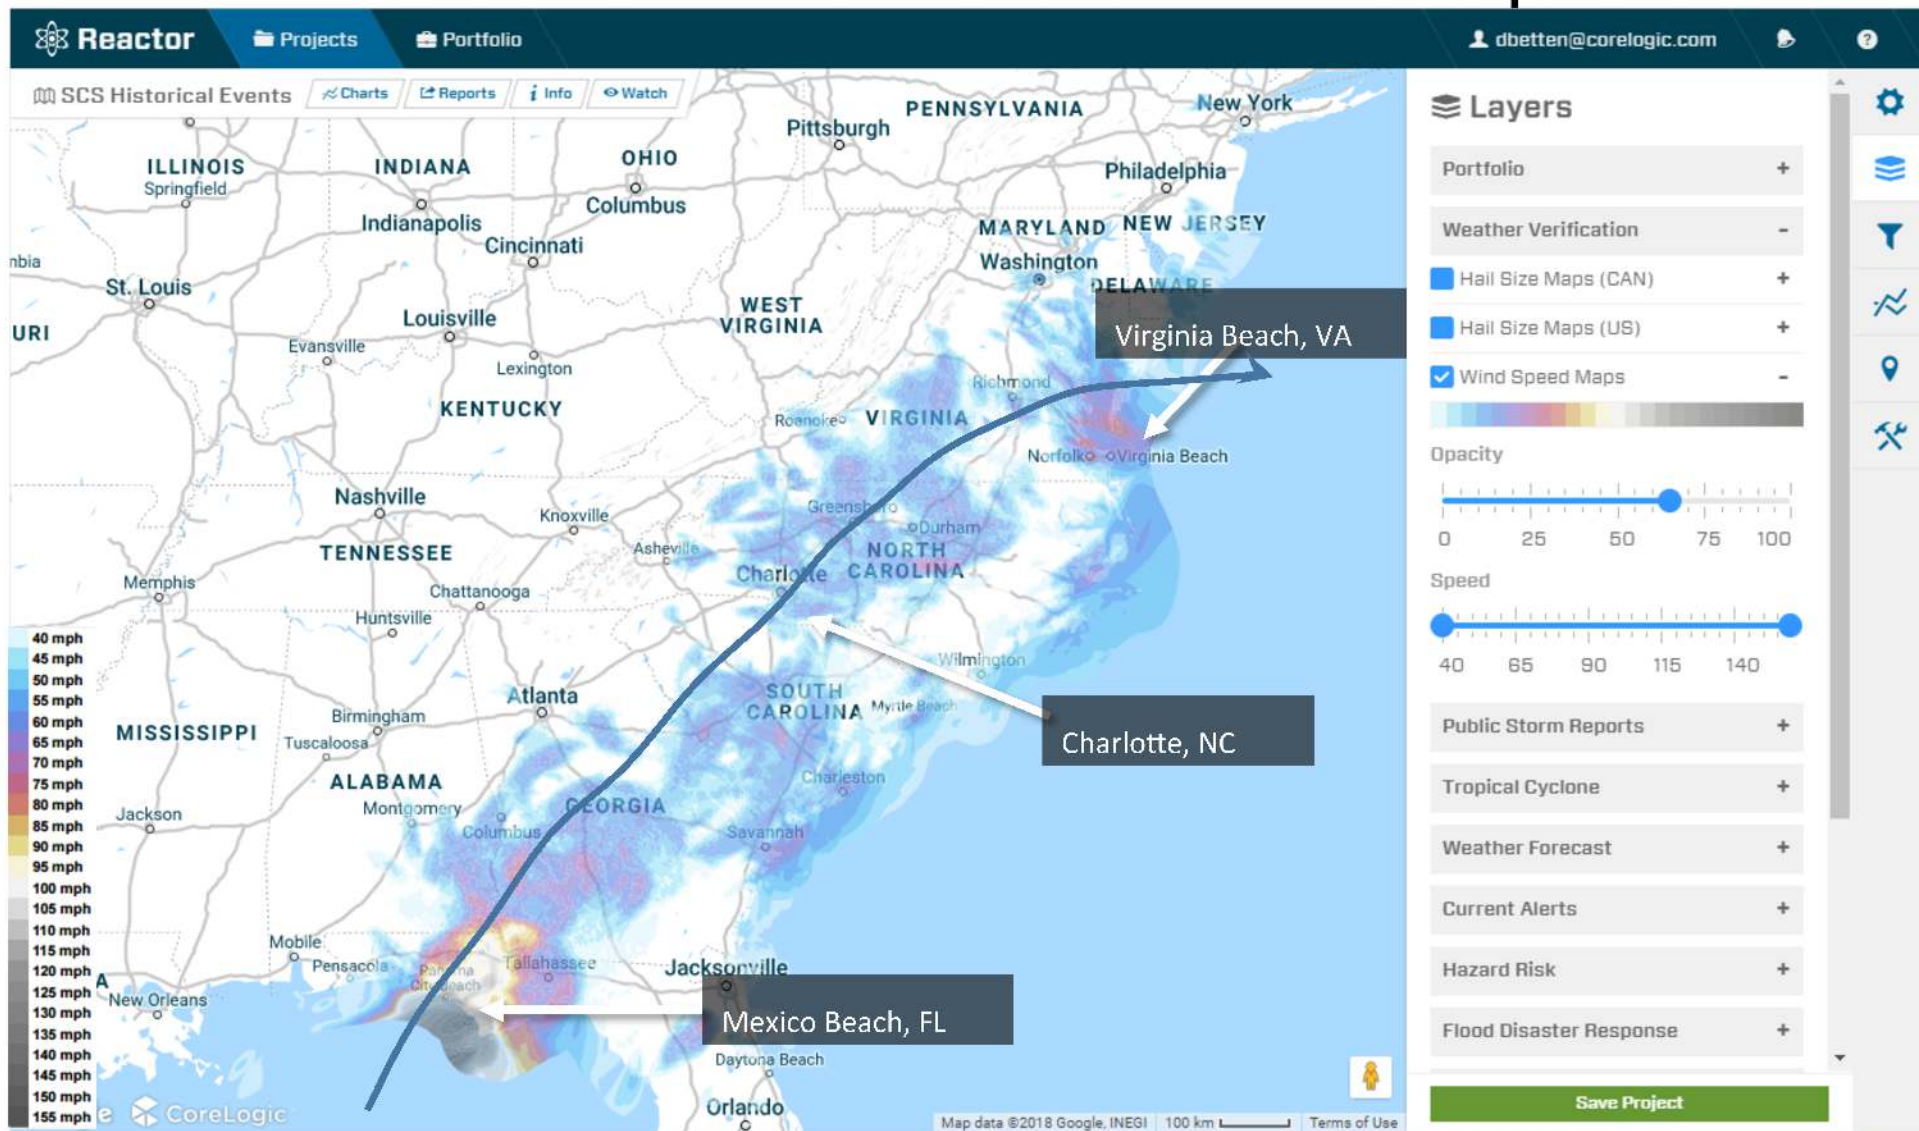 Reactor
Projects
Portfolio
dbetten@corelogic.com
SCS Historical Events
Charts
Reports
Info
Watch
Layers
Portfolio +
Weather Verification -
Hail Size Maps (CAN) +
Hail Size Maps (US) +
Wind Speed Maps -
Opacity
0 25 50 75 100
Speed
40 65 90 115 140
Public Storm Reports +
Tropical Cyclone +
Weather Forecast +
Current Alerts +
Hazard Risk +
Flood Disaster Response +
Save Project
PENNSYLVANIA
New York
Pittsburgh
ILLINOIS
INDIANA
OHIO
Springfield
Philadelphia
Columbus
Indianapolis
MARYLAND
NEW JERSEY
Cincinnati
Washington
nbia
St. Louis
DELAWARE
WEST
VIRGINIA
Louisville
URI
Virginia Beach, VA
Evansville
Lexington
Richmond
KENTUCKY
Roanoke
VIRGINIA
Norfolk
Virginia Beach
Nashville
Knoxville
Greensboro
Durham
TENNESSEE
Asheville
NORTH
CAROLINA
Charlotte
Memphis
Chattanooga
Huntsville
Wilmington
Atlanta
SOUTH
CAROLINA
Myrtle Beach
Birmingham
MISSISSIPPI
Tuscaloosa
Charlotte, NC
ALABAMA
Charleston
Montgomery
GEORGIA
Jackson
Columbus
Savannah
Mobile
Pensacola
Panama
City Beach
Tallahassee
Jacksonville
A
New Orleans
Mexico Beach, FL
Daytona Beach
Orlando
40 mph
45 mph
50 mph
55 mph
60 mph
65 mph
70 mph
75 mph
80 mph
85 mph
90 mph
95 mph
100 mph
105 mph
110 mph
115 mph
120 mph
125 mph
130 mph
135 mph
140 mph
145 mph
150 mph
155 mph
e CoreLogic
Map data ©2018 Google, INEGI
100 km
Terms of Use